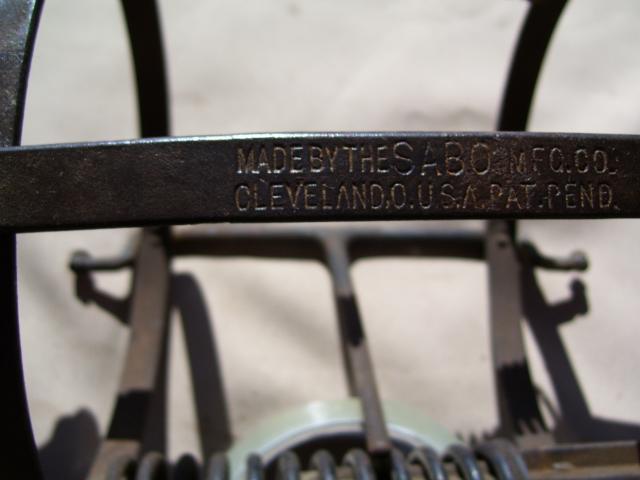 MADE BY THE SABO MFG. CO.
CLEVELAND, O. U.S.A. PAT. PEND.